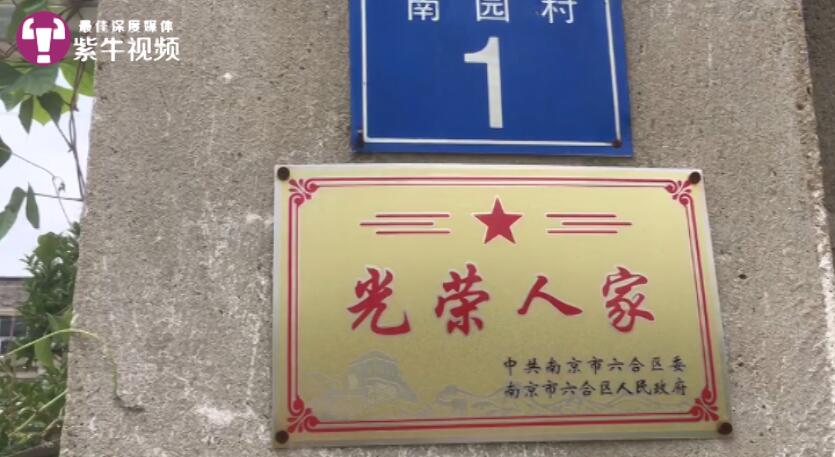 最佳深度媒体
紫牛视频
南园村
1
光荣人家
中共南京市六合区委
南京市六合区人民政府